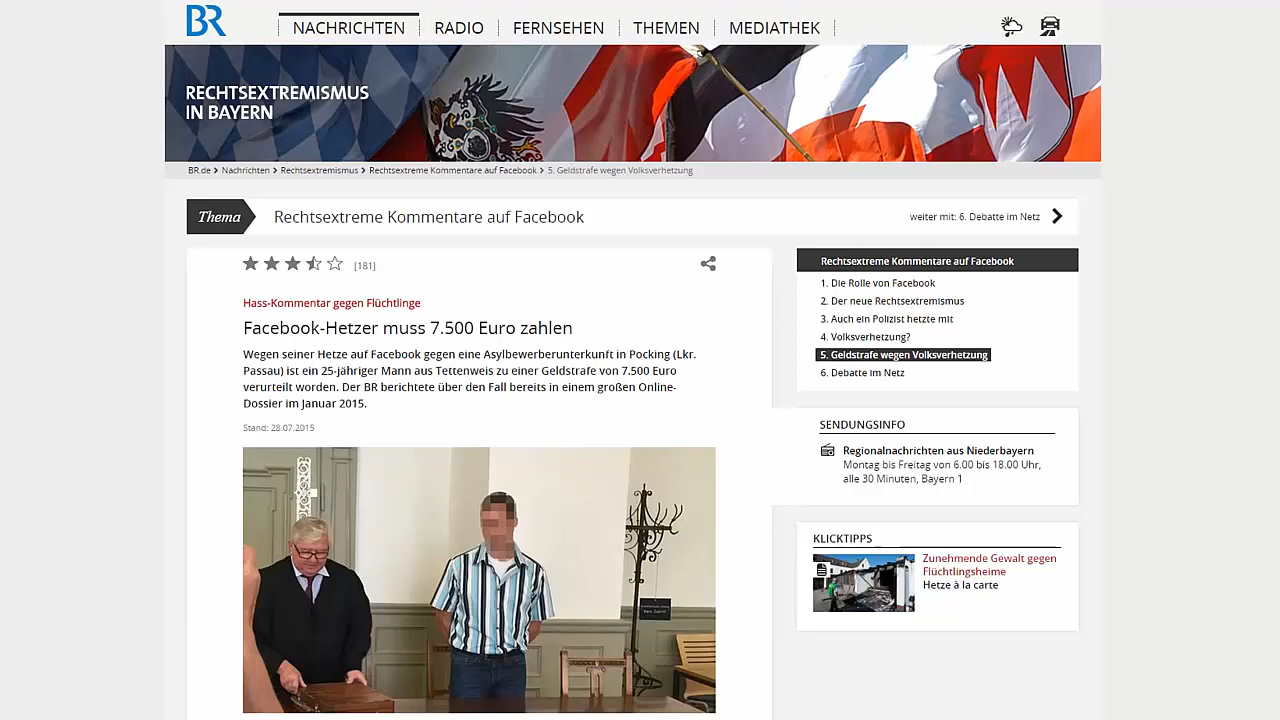 BR
NACHRICHTEN
RADIO
FERNSEHEN
THEMEN
MEDIATHEK
RECHTSEXTREMISMUS
IN BAYERN
BR.de > Nachrichten > Rechtsextremismus > Rechtsextreme Kommentare auf Facebook > 5. Geldstrafe wegen Volksverhetzung
Thema
Rechtsextreme Kommentare auf Facebook
weiter mit: 6. Debatte im Netz
[181]
Hass-Kommentar gegen Flüchtlinge
Facebook-Hetzer muss 7.500 Euro zahlen
Wegen seiner Hetze auf Facebook gegen eine Asylbewerberunterkunft in Pocking (Lkr.
Passau) ist ein 25-jähriger Mann aus Tettenweis zu einer Geldstrafe von 7.500 Euro
verurteilt worden. Der BR berichtete über den Fall bereits in einem großen Online-
Dossier im Januar 2015.
Stand: 28.07.2015
Rechtsextreme Kommentare auf Facebook
1. Die Rolle von Facebook
2. Der neue Rechtsextremismus
3. Auch ein Polizist hetzte mit
4. Volksverhetzung?
5. Geldstrafe wegen Volksverhetzung
6. Debatte im Netz
SENDUNGSINFO
Regionalnachrichten aus Niederbayern
Montag bis Freitag von 6.00 bis 18.00 Uhr,
alle 30 Minuten, Bayern 1
KLICKTIPPS
Zunehmende Gewalt gegen
Flüchtlingsheime
Hetze à la carte